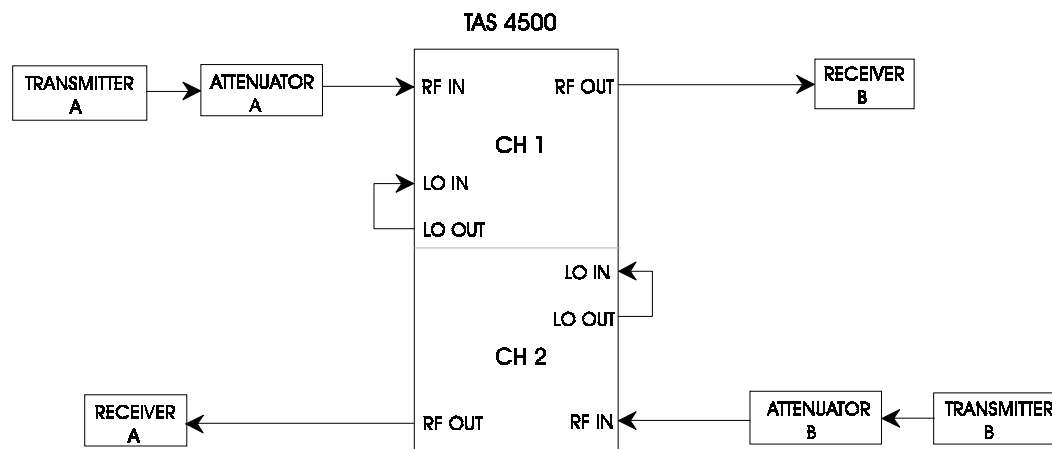 TAS 4500
TRANSMITTER
A
ATTENUATOR
A
RF IN
RF OUT
RECEIVER
B
CH 1
LO IN
LO OUT
LO IN
LO OUT
CH 2
RECEIVER
A
RF OUT
RF IN
ATTENUATOR
B
TRANSMITTER
B